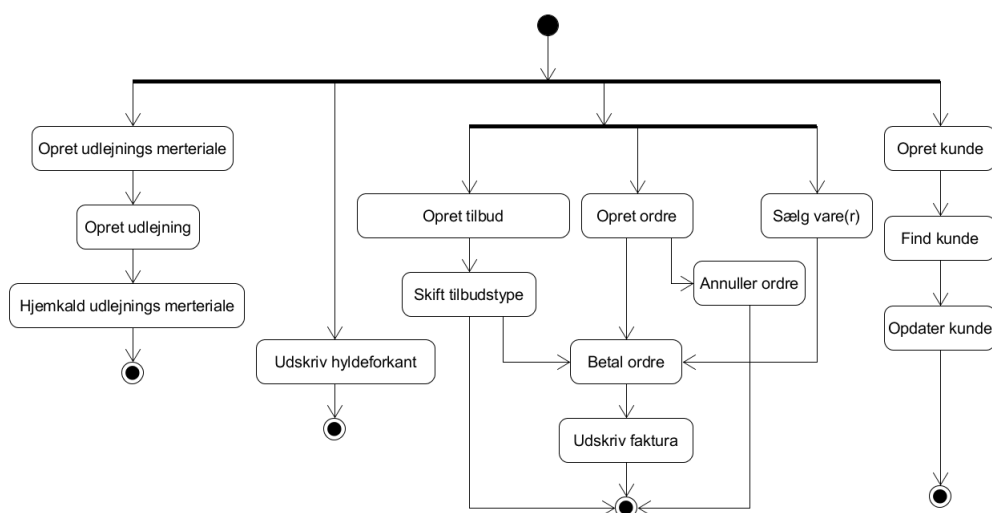 Opret udlejnings merteriale
Opret kunde
Opret tilbud
Opret ordre
Sælg vare(r)
Opret udlejning
Find kunde
Annuller ordre
Skift tilbudstype
Hjemkald udlejnings merteriale
Opdater kunde
Udskriv hyldeforkant
Betal ordre
Udskriv faktura